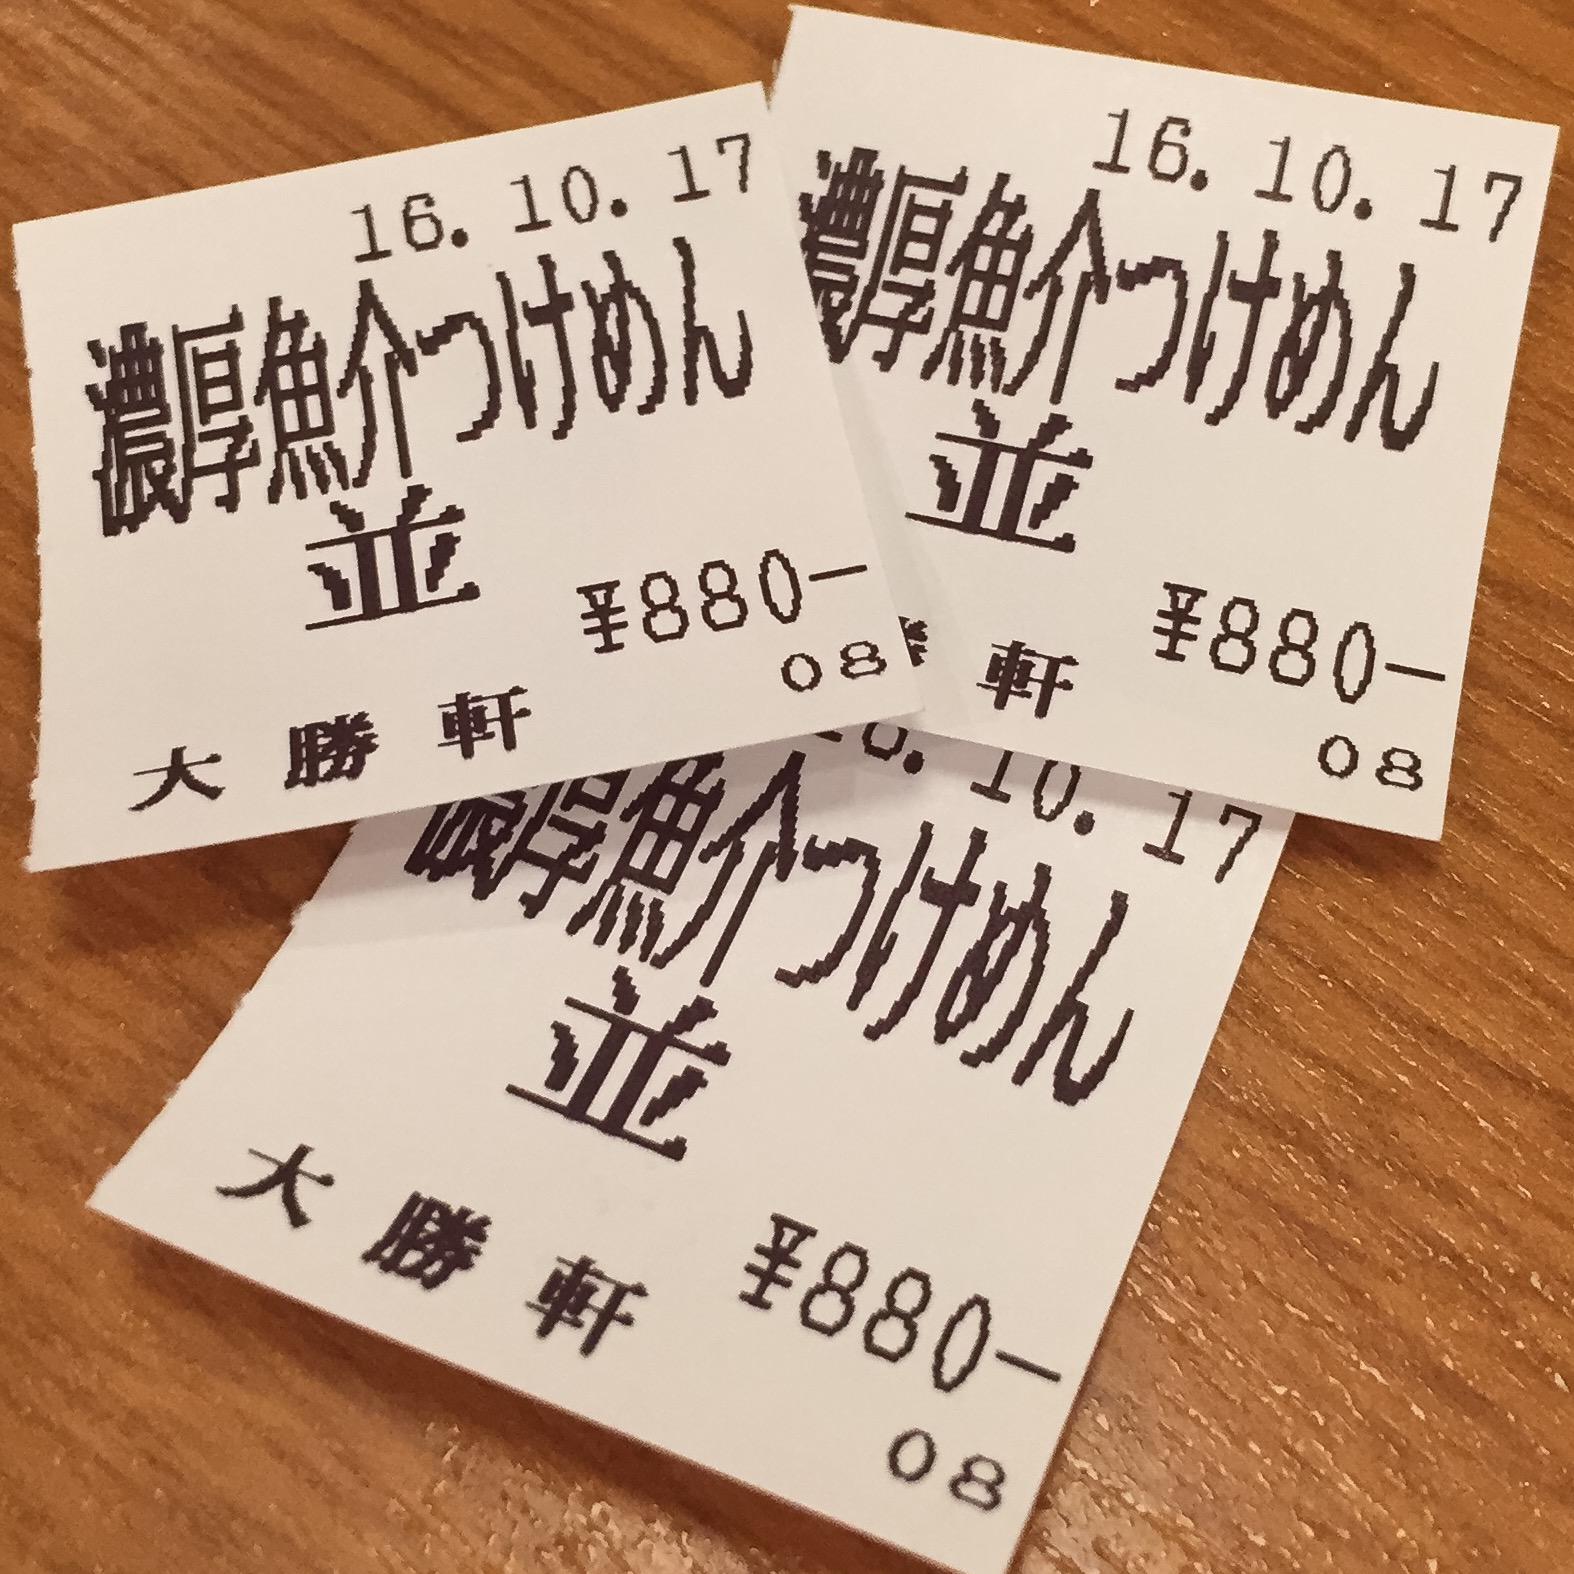 16.10.17
濃厚魚介つけめん
並
¥880-
08
大勝軒
16.10.17
濃厚魚介つけめん
並
¥880-
軒
08
10.17
濃厚魚介つけめん
並
大勝軒
¥880-
08